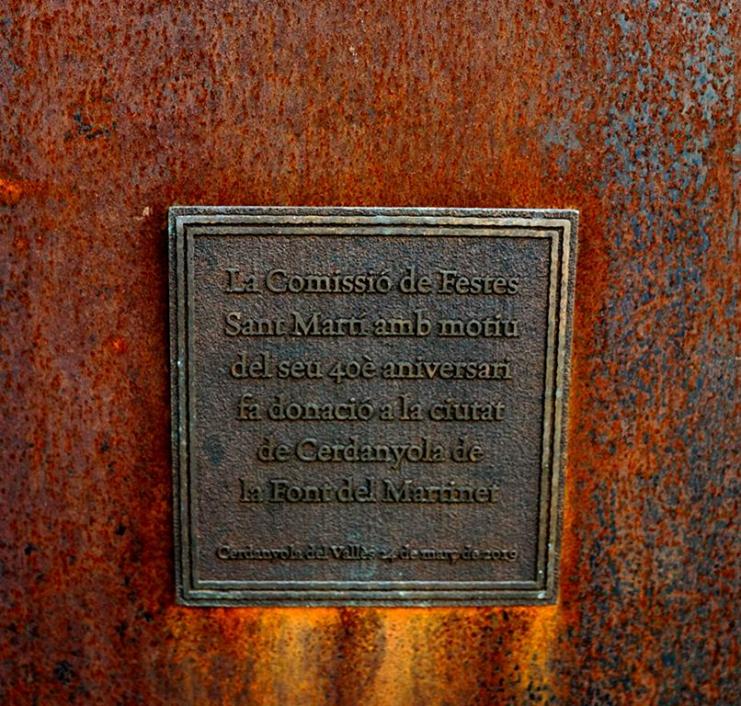 La Comissió de Festes
Sant Martí amb motiu
del seu 40è aniversari
fa donació a la ciutat
de Cerdanyola de
la Font del Martinet
Cerdanyola del Vallès 24 de març de 2019